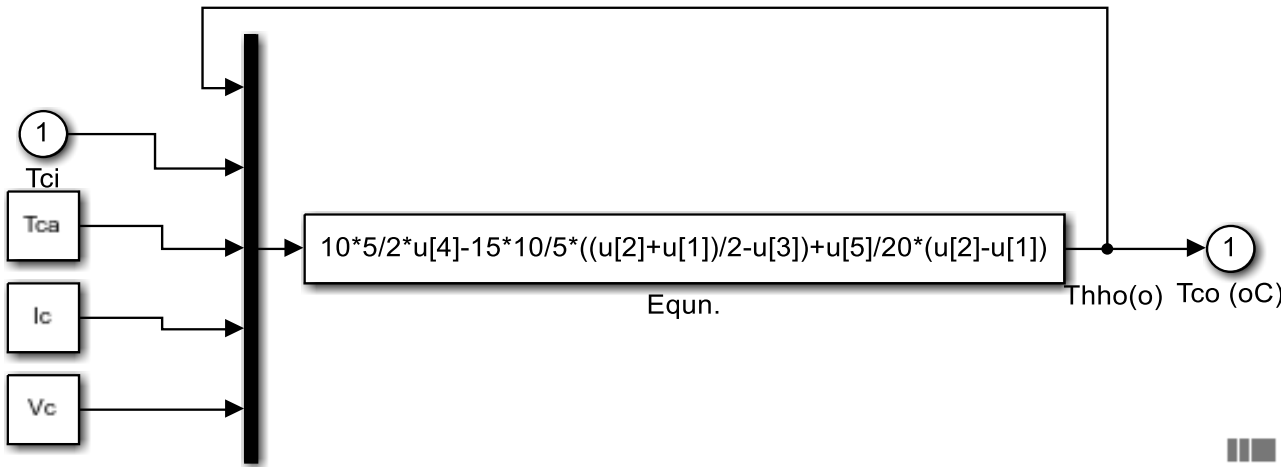 1
Tci
Tca
Ic
Vc
10*5/2*u[4]-15*10/5*((u[2]+u[1])/2-u[3])+u[5]/20*(u[2]-u[1])
Equn.
Thho(o)
1
Tco (oC)